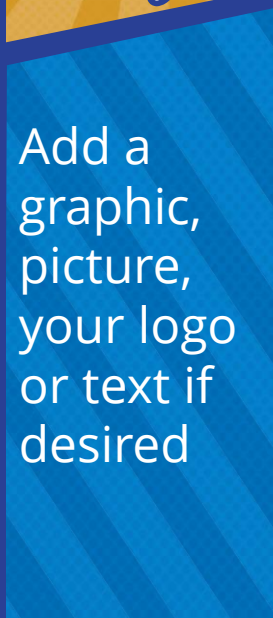 Add a
graphic,
picture,
your logo
or text if
desired